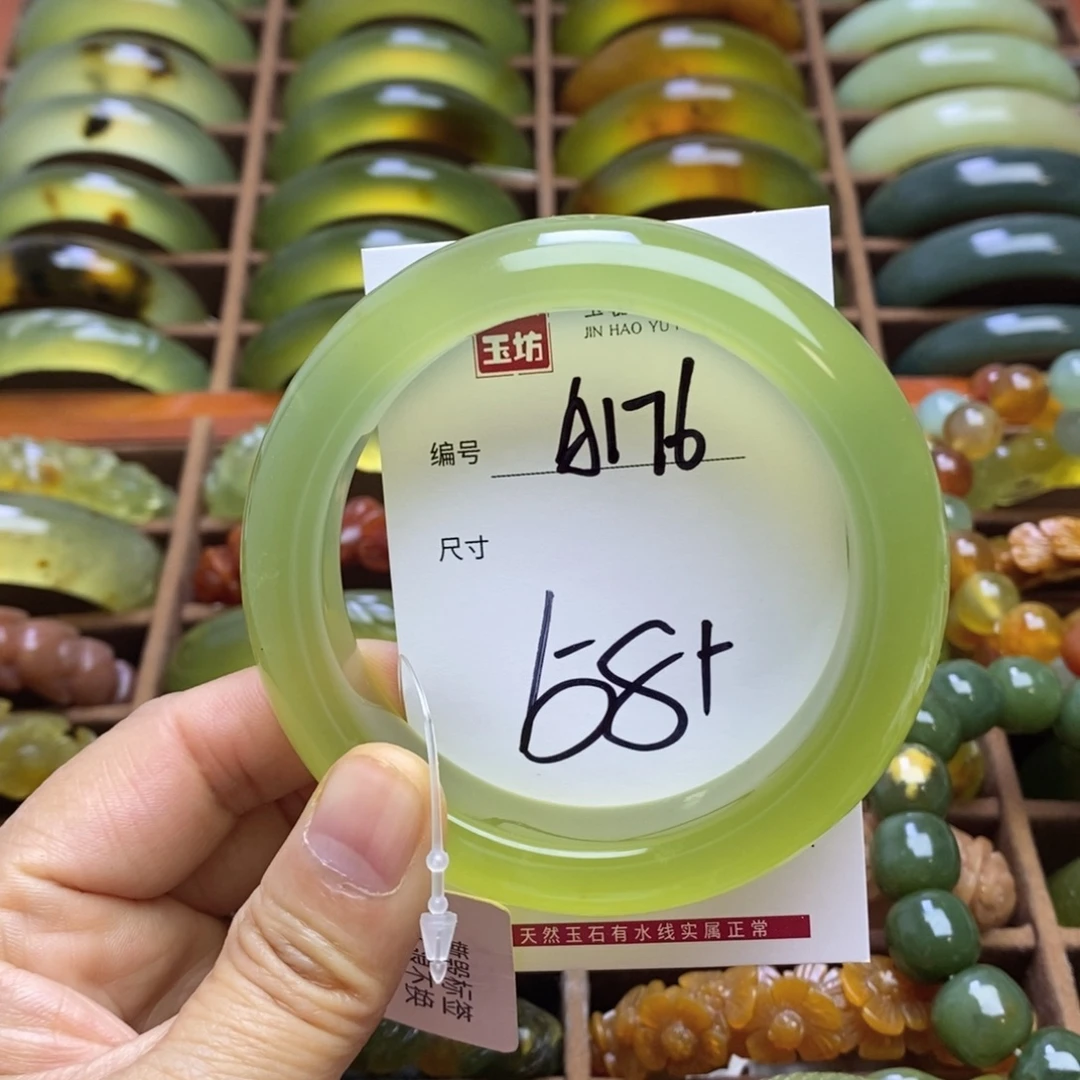 玉坊
JIN HAO YU
编号 A176
尺寸
58+
天然玉石有水线实属正常